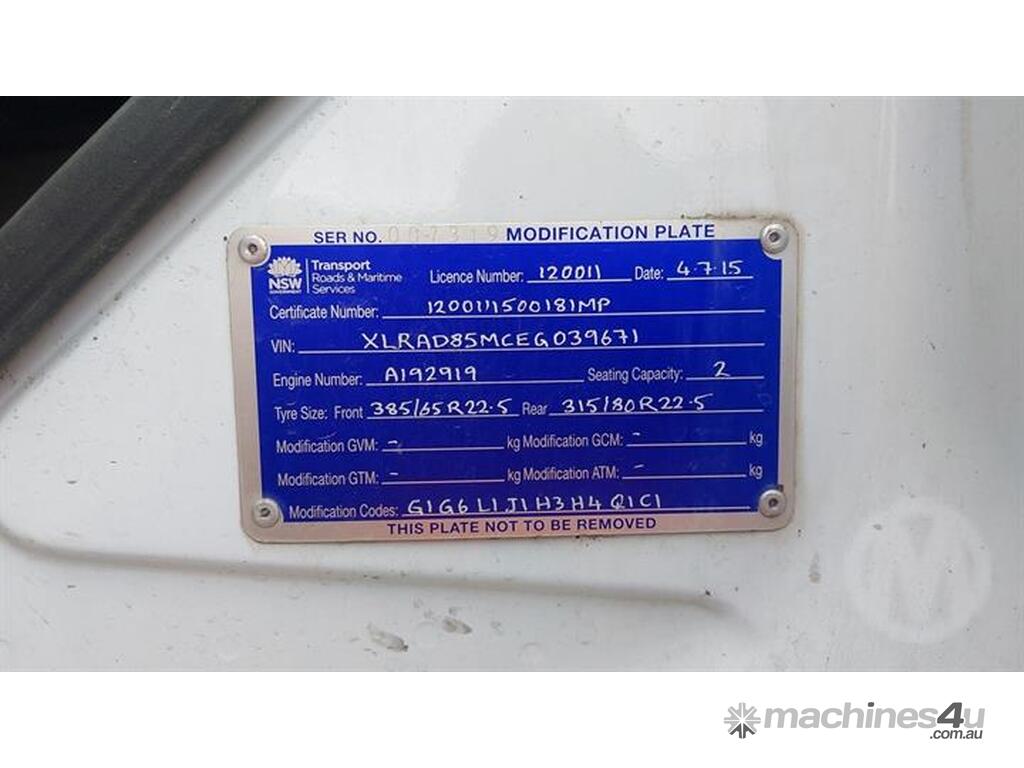 SER NO. 007319 MODIFICATION PLATE
NSW GOVERNMENT Transport Roads & Maritime Services Licence Number: 120011 Date: 4.7.15
Certificate Number: 1200111500181MP
VIN: XLRAD85MCEG039671
Engine Number: A192919 Seating Capacity: 2
Tyre Size: Front 385/65R22.5 Rear 315/80R22.5
Modification GVM: - kg Modification GCM: - kg
Modification GTM: - kg Modification ATM: - kg
Modification Codes: G1G6 L1J1H3H4 Q1C1
THIS PLATE NOT TO BE REMOVED
M
machines4u
.com.au